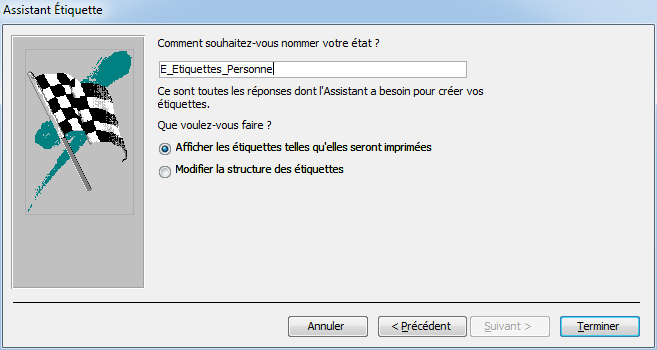 Assistant Étiquette
Comment souhaitez-vous nommer votre état ?
E_Etiquettes_Personne
Ce sont toutes les réponses dont l'Assistant a besoin pour créer vos
étiquettes.
Que voulez-vous faire ?
Afficher les étiquettes telles qu'elles seront imprimées
Modifier la structure des étiquettes
Annuler
< Précédent
Suivant >
Terminer